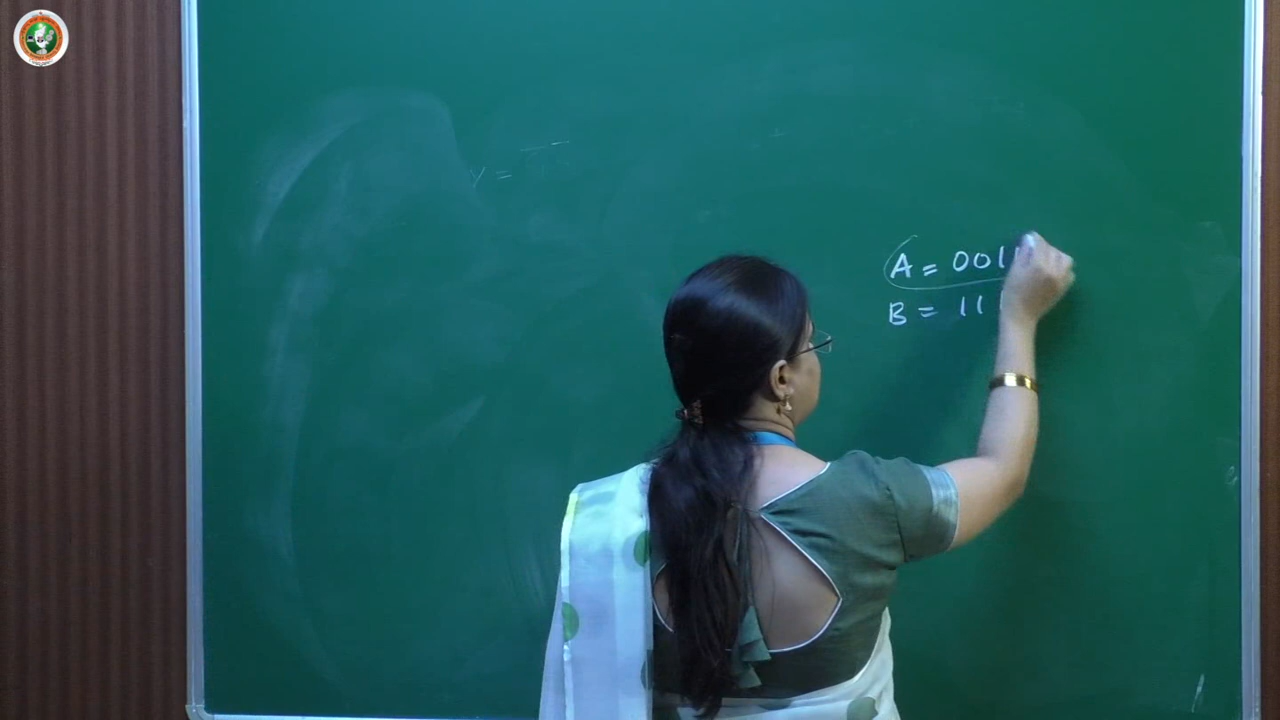 Y =
A = 001
B = 11